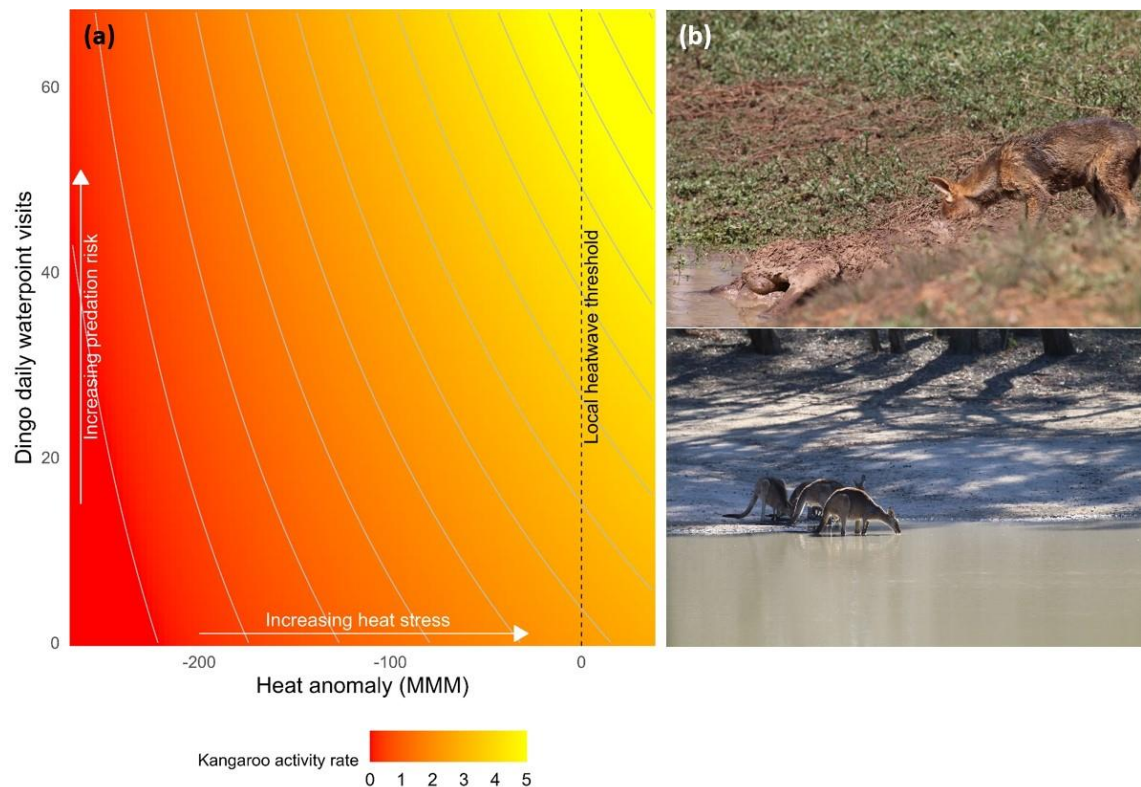 (a)
(b)
60
40
20
0
Dingo daily waterpoint visits
Increasing predation risk
Local heatwave threshold
Increasing heat stress
-200 -100 0
Heat anomaly (MMM)
Kangaroo activity rate
0 1 2 3 4 5